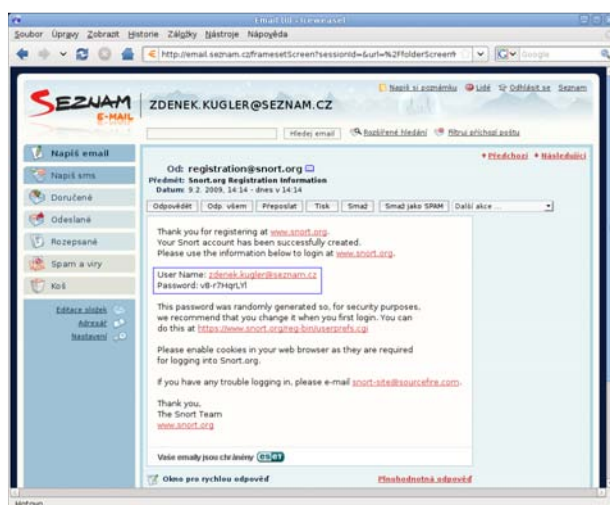 Email (0) - Iceweasel
Soubor Úpravy Zobrazit Historie Záložky Nástroje Nápověda
http://email.seznam.cz/framesetScreen?sessionId=&url=%2FfolderScreen
Google
Napiš si poznámku Lidé Odhlásit se Seznam
SEZNAM
E-MAIL
ZDENEK.KUGLER@SEZNAM.CZ
Hledej email Rozšířené hledání Filtruj příchozí poštu
Napiš email
Napiš sms
Doručené
Odeslané
Rozepsané
Spam a viry
Koš
Editace složek
Adresář
Nastavení
Předchozí Následující
Od: registration@snort.org
Předmět: Snort.org Registration Information
Datum: 9.2. 2009, 14:14 - dnes v 14:14
Odpovědět Odp. všem Přeposlat Tisk Smaž Smaž jako SPAM Další akce ...
Thank you for registering at www.snort.org.
Your Snort account has been successfully created.
Please use the information below to login at www.snort.org.
User Name: zdenek.kugler@seznam.cz
Password: v8-r7HqrLYl
This password was randomly generated so, for security purposes,
we recommend that you change it when you first login. You can
do this at https://www.snort.org/reg-bin/userprefs.cgi
Please enable cookies in your web browser as they are required
for logging into Snort.org.
If you have any trouble logging in, please e-mail snort-site@sourcefire.com.
Thank you,
The Snort Team
www.snort.org
Vaše emaily jsou chráněny eset
Okno pro rychlou odpověď Plnohodnotná odpověď
Hotovo